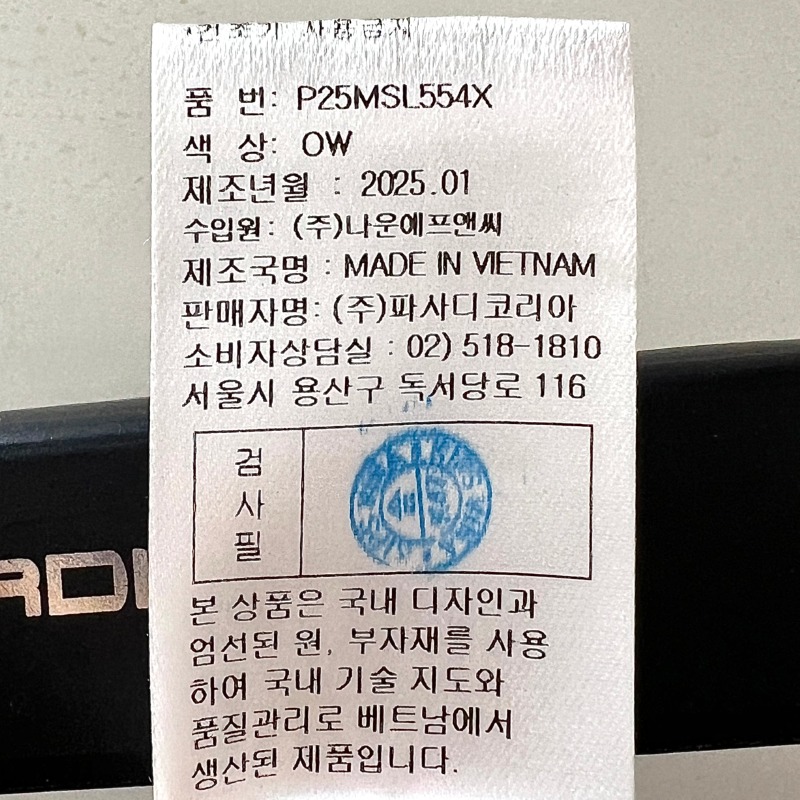 사용금지
품 번: P25MSL554X
색 상: OW
제조년월 : 2025.01
수입원: (주)나운에프앤씨
제조국명 : MADE IN VIETNAM
판매자명: (주)파사디코리아
소비자상담실 : 02) 518-1810
서울시 용산구 독서당로 116
검
사
필
본 상품은 국내 디자인과
엄선된 원, 부자재를 사용
하여 국내 기술 지도와
품질관리로 베트남에서
생산된 제품입니다.